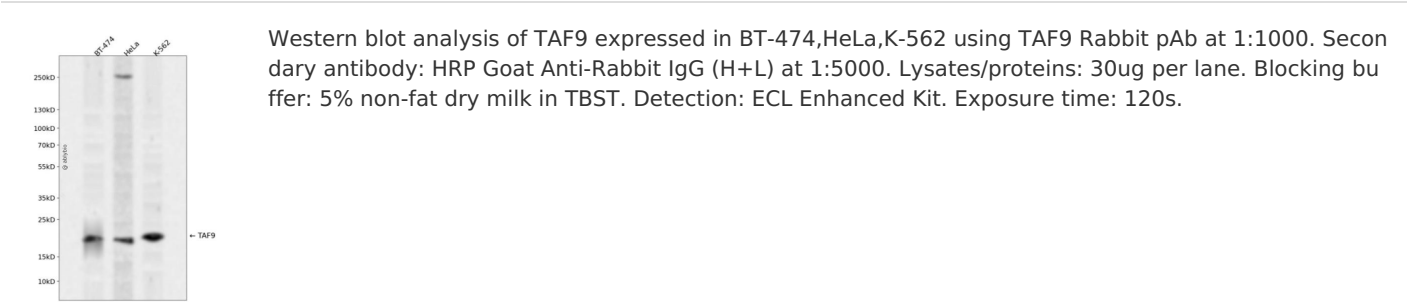 BT-474 HeLa K-562
Western blot analysis of TAF9 expressed in BT-474,HeLa,K-562 using TAF9 Rabbit pAb at 1:1000. Secon
dary antibody: HRP Goat Anti-Rabbit IgG (H+L) at 1:5000. Lysates/proteins: 30ug per lane. Blocking bu
ffer: 5% non-fat dry milk in TBST. Detection: ECL Enhanced Kit. Exposure time: 120s.
250kD
130kD
100kD
70kD
55kD
35kD
25kD
← TAF9
15kD
10kD